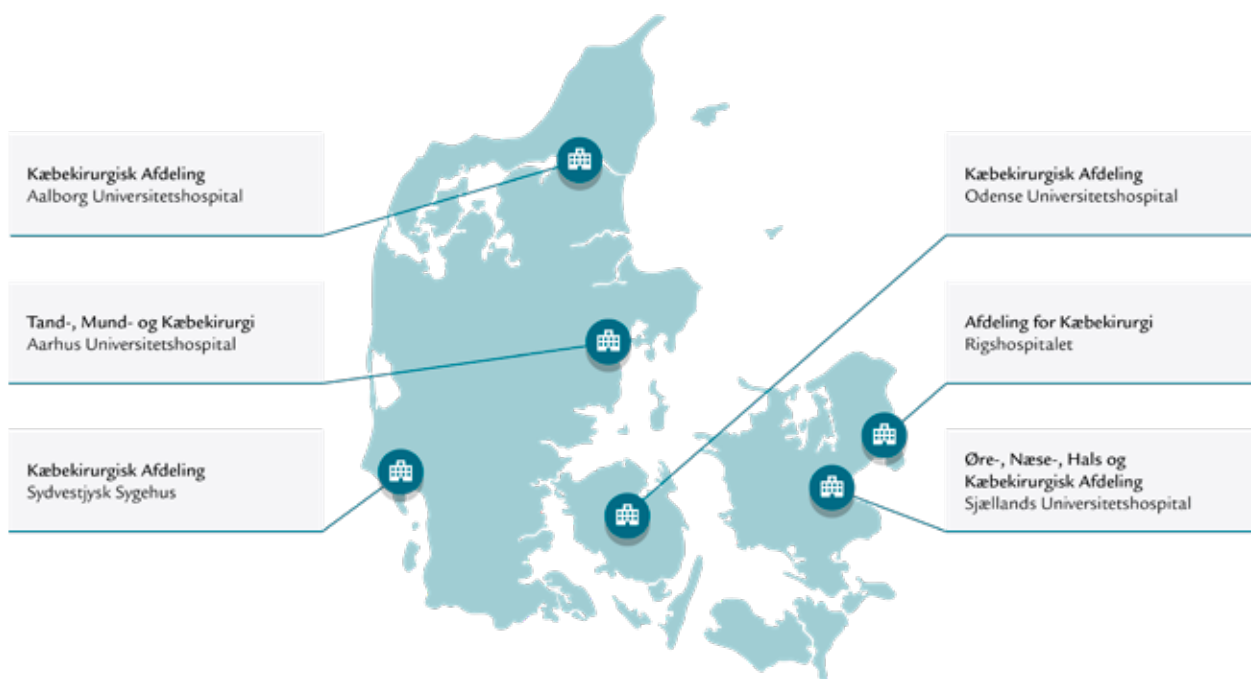 Kæbekirurgisk Afdeling
Aalborg Universitetshospital
Tand-, Mund- og Kæbekirurgi
Aarhus Universitetshospital
Kæbekirurgisk Afdeling
Sydvestjysk Sygehus
Kæbekirurgisk Afdeling
Odense Universitetshospital
Afdeling for Kæbekirurgi
Rigshospitalet
Øre-, Næse-, Hals og
Kæbekirurgisk Afdeling
Sjællands Universitetshospital